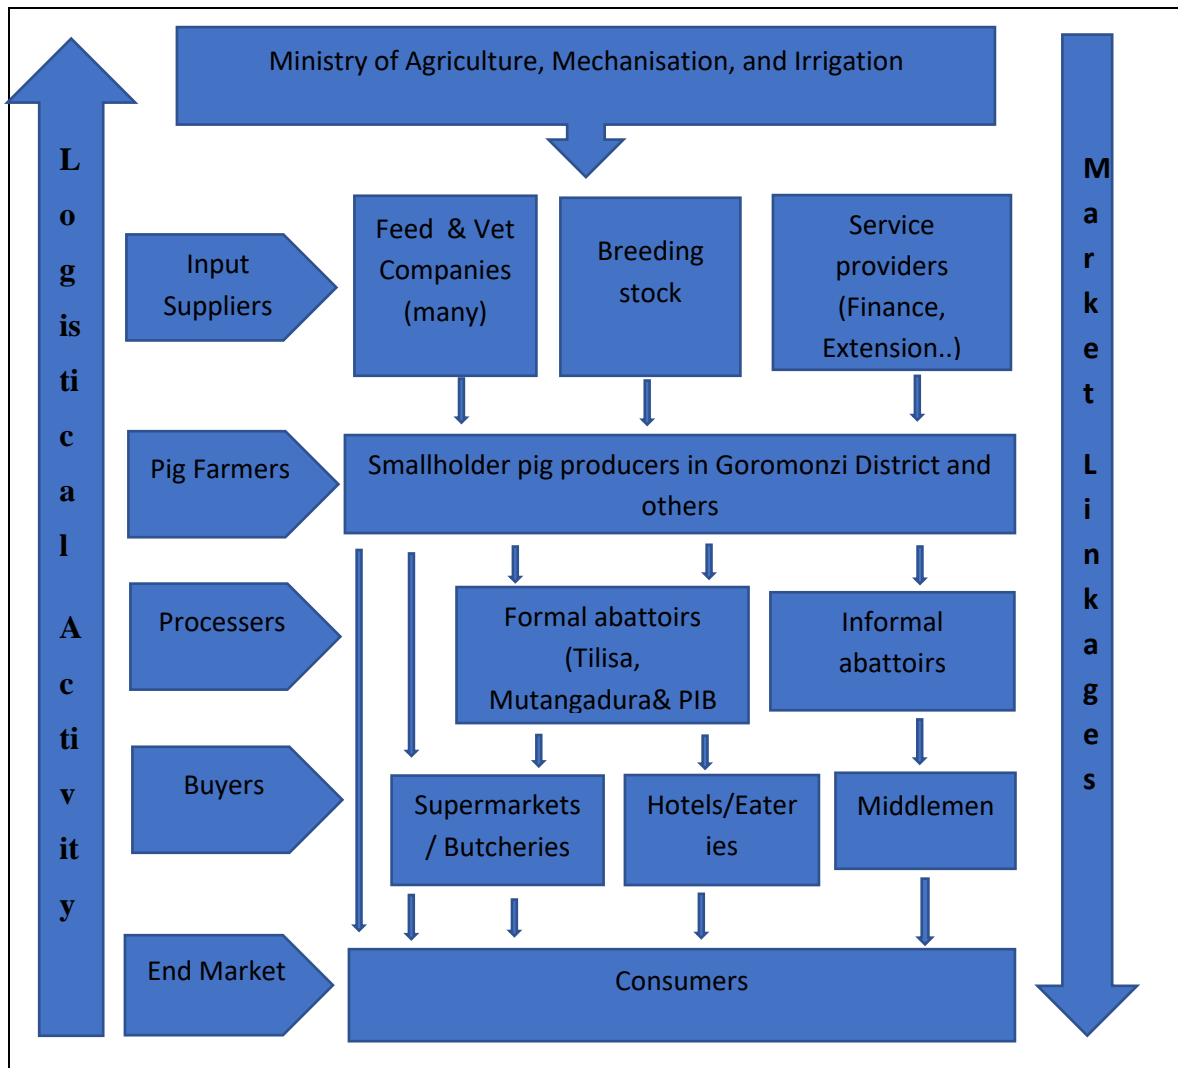 Ministry of Agriculture, Mechanisation, and Irrigation
L
o
g
is
ti
c
a
l
A
c
ti
v
it
y
M
a
r
k
e
t
L
i
n
k
a
g
e
s
Input
Suppliers
Feed & Vet
Companies
(many)
Breeding
stock
Service
providers
(Finance,
Extension..)
Pig Farmers
Smallholder pig producers in Goromonzi District and
others
Processers
Formal abattoirs
(Tilisa,
Mutangadura& PIB
Informal
abattoirs
Buyers
Supermarkets
/ Butcheries
Hotels/Eater
ies
Middlemen
End Market
Consumers